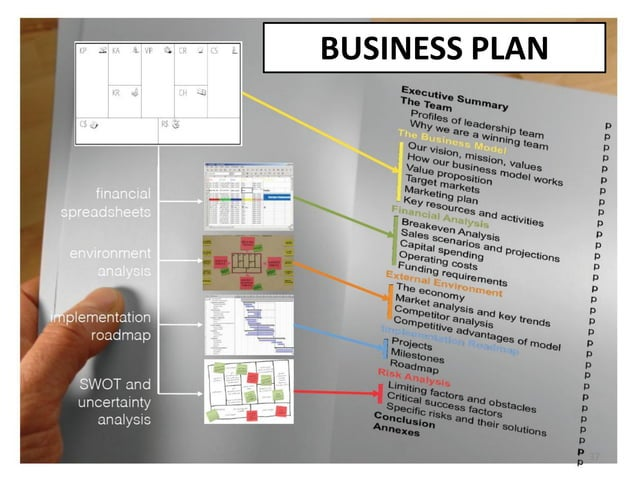 BUSINESS PLAN
KP KA VP CR CS
KR CH
C$ R$
financial
spreadsheets
environment
analysis
implementation
roadmap
SWOT and
uncertainty
analysis
Executive Summary
The Team
Profiles of leadership team
Why we are a winning team
The Business Model
Our vision, mission, values
How our business model works
Value proposition
Target markets
Marketing plan
Key resources and activities
Financial Analysis
Breakeven Analysis
Sales scenarios and projections
Capital spending
Operating costs
Funding requirements
External Environment
The economy
Market analysis and key trends
Competitor analysis
Competitive advantages of model
Implementation Roadmap
Projects
Milestones
Roadmap
Risk Analysis
Limiting factors and obstacles
Critical success factors
Specific risks and their solutions
Conclusion
Annexes
37